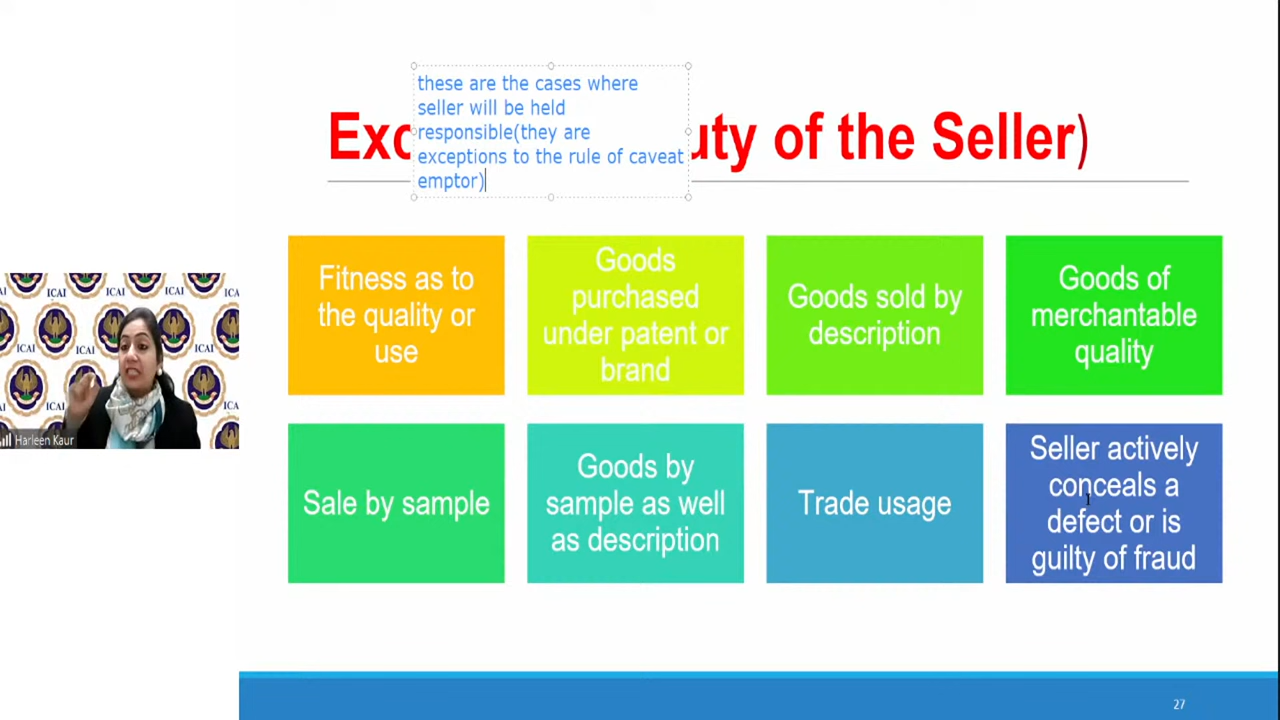 these are the cases where
seller will be held
responsible(they are
exceptions to the rule of caveat
emptor)
of the Seller)
Fitness as to
the quality or
use
Goods
purchased
under patent or
brand
Goods sold by
description
Goods of
merchantable
quality
Sale by sample
Goods by
sample as well
as description
Trade usage
Seller actively
conceals a
defect or is
guilty of fraud
ICAI
ICAI
ICAI
ICAI
Harleen Kaur
27